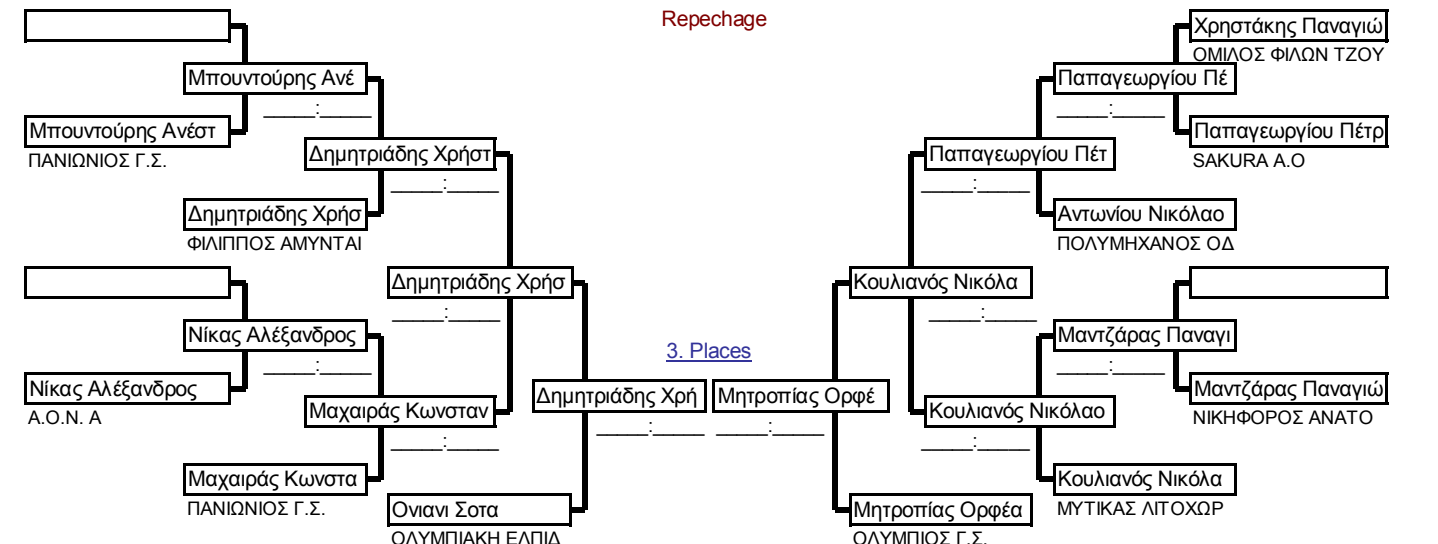 Repechage
Χρηστάκης Παναγιώ
ΟΜΙΛΟΣ ΦΙΛΩΝ ΤΖΟΥ
Μπουντούρης Ανέ
_____:_____
Παπαγεωργίου Πέ
_____:_____
Μπουντούρης Ανέστ
ΠΑΝΙΩΝΙΟΣ Γ.Σ.
Παπαγεωργίου Πέτρ
SAKURA A.O
Δημητριάδης Χρήστ
_____:_____
Παπαγεωργίου Πέτ
_____:_____
Δημητριάδης Χρήσ
ΦΙΛΙΠΠΟΣ ΑΜΥΝΤΑΙ
Αντωνίου Νικόλαο
ΠΟΛΥΜΗΧΑΝΟΣ ΟΔ
Δημητριάδης Χρήσ
_____:_____
Κουλιανός Νικόλα
_____:_____
Νίκας Αλέξανδρος
_____:_____
Μαντζάρας Παναγι
_____:_____
3. Places
Νίκας Αλέξανδρος
Α.Ο.Ν. Α
Δημητριάδης Χρή
_____:_____
Μητροπίας Ορφέ
_____:_____
Μαντζάρας Παναγιώ
ΝΙΚΗΦΟΡΟΣ ΑΝΑΤΟ
Μαχαιράς Κωνσταν
_____:_____
Κουλιανός Νικόλαο
_____:_____
Μαχαιράς Κωνστα
ΠΑΝΙΩΝΙΟΣ Γ.Σ.
Κουλιανός Νικόλα
ΜΥΤΙΚΑΣ ΛΙΤΟΧΩΡ
Ονιανι Σοτα
ΟΛΥΜΠΙΑΚΗ ΕΛΠΙΔ
Μητροπίας Ορφέα
ΟΛΥΜΠΙΟΣ Γ.Σ.